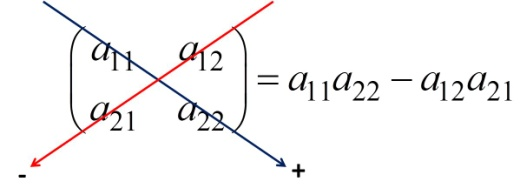 a₁₁ a₁₂
= a₁₁a₂₂ − a₁₂a₂₁
a₂₁ a₂₂
- +